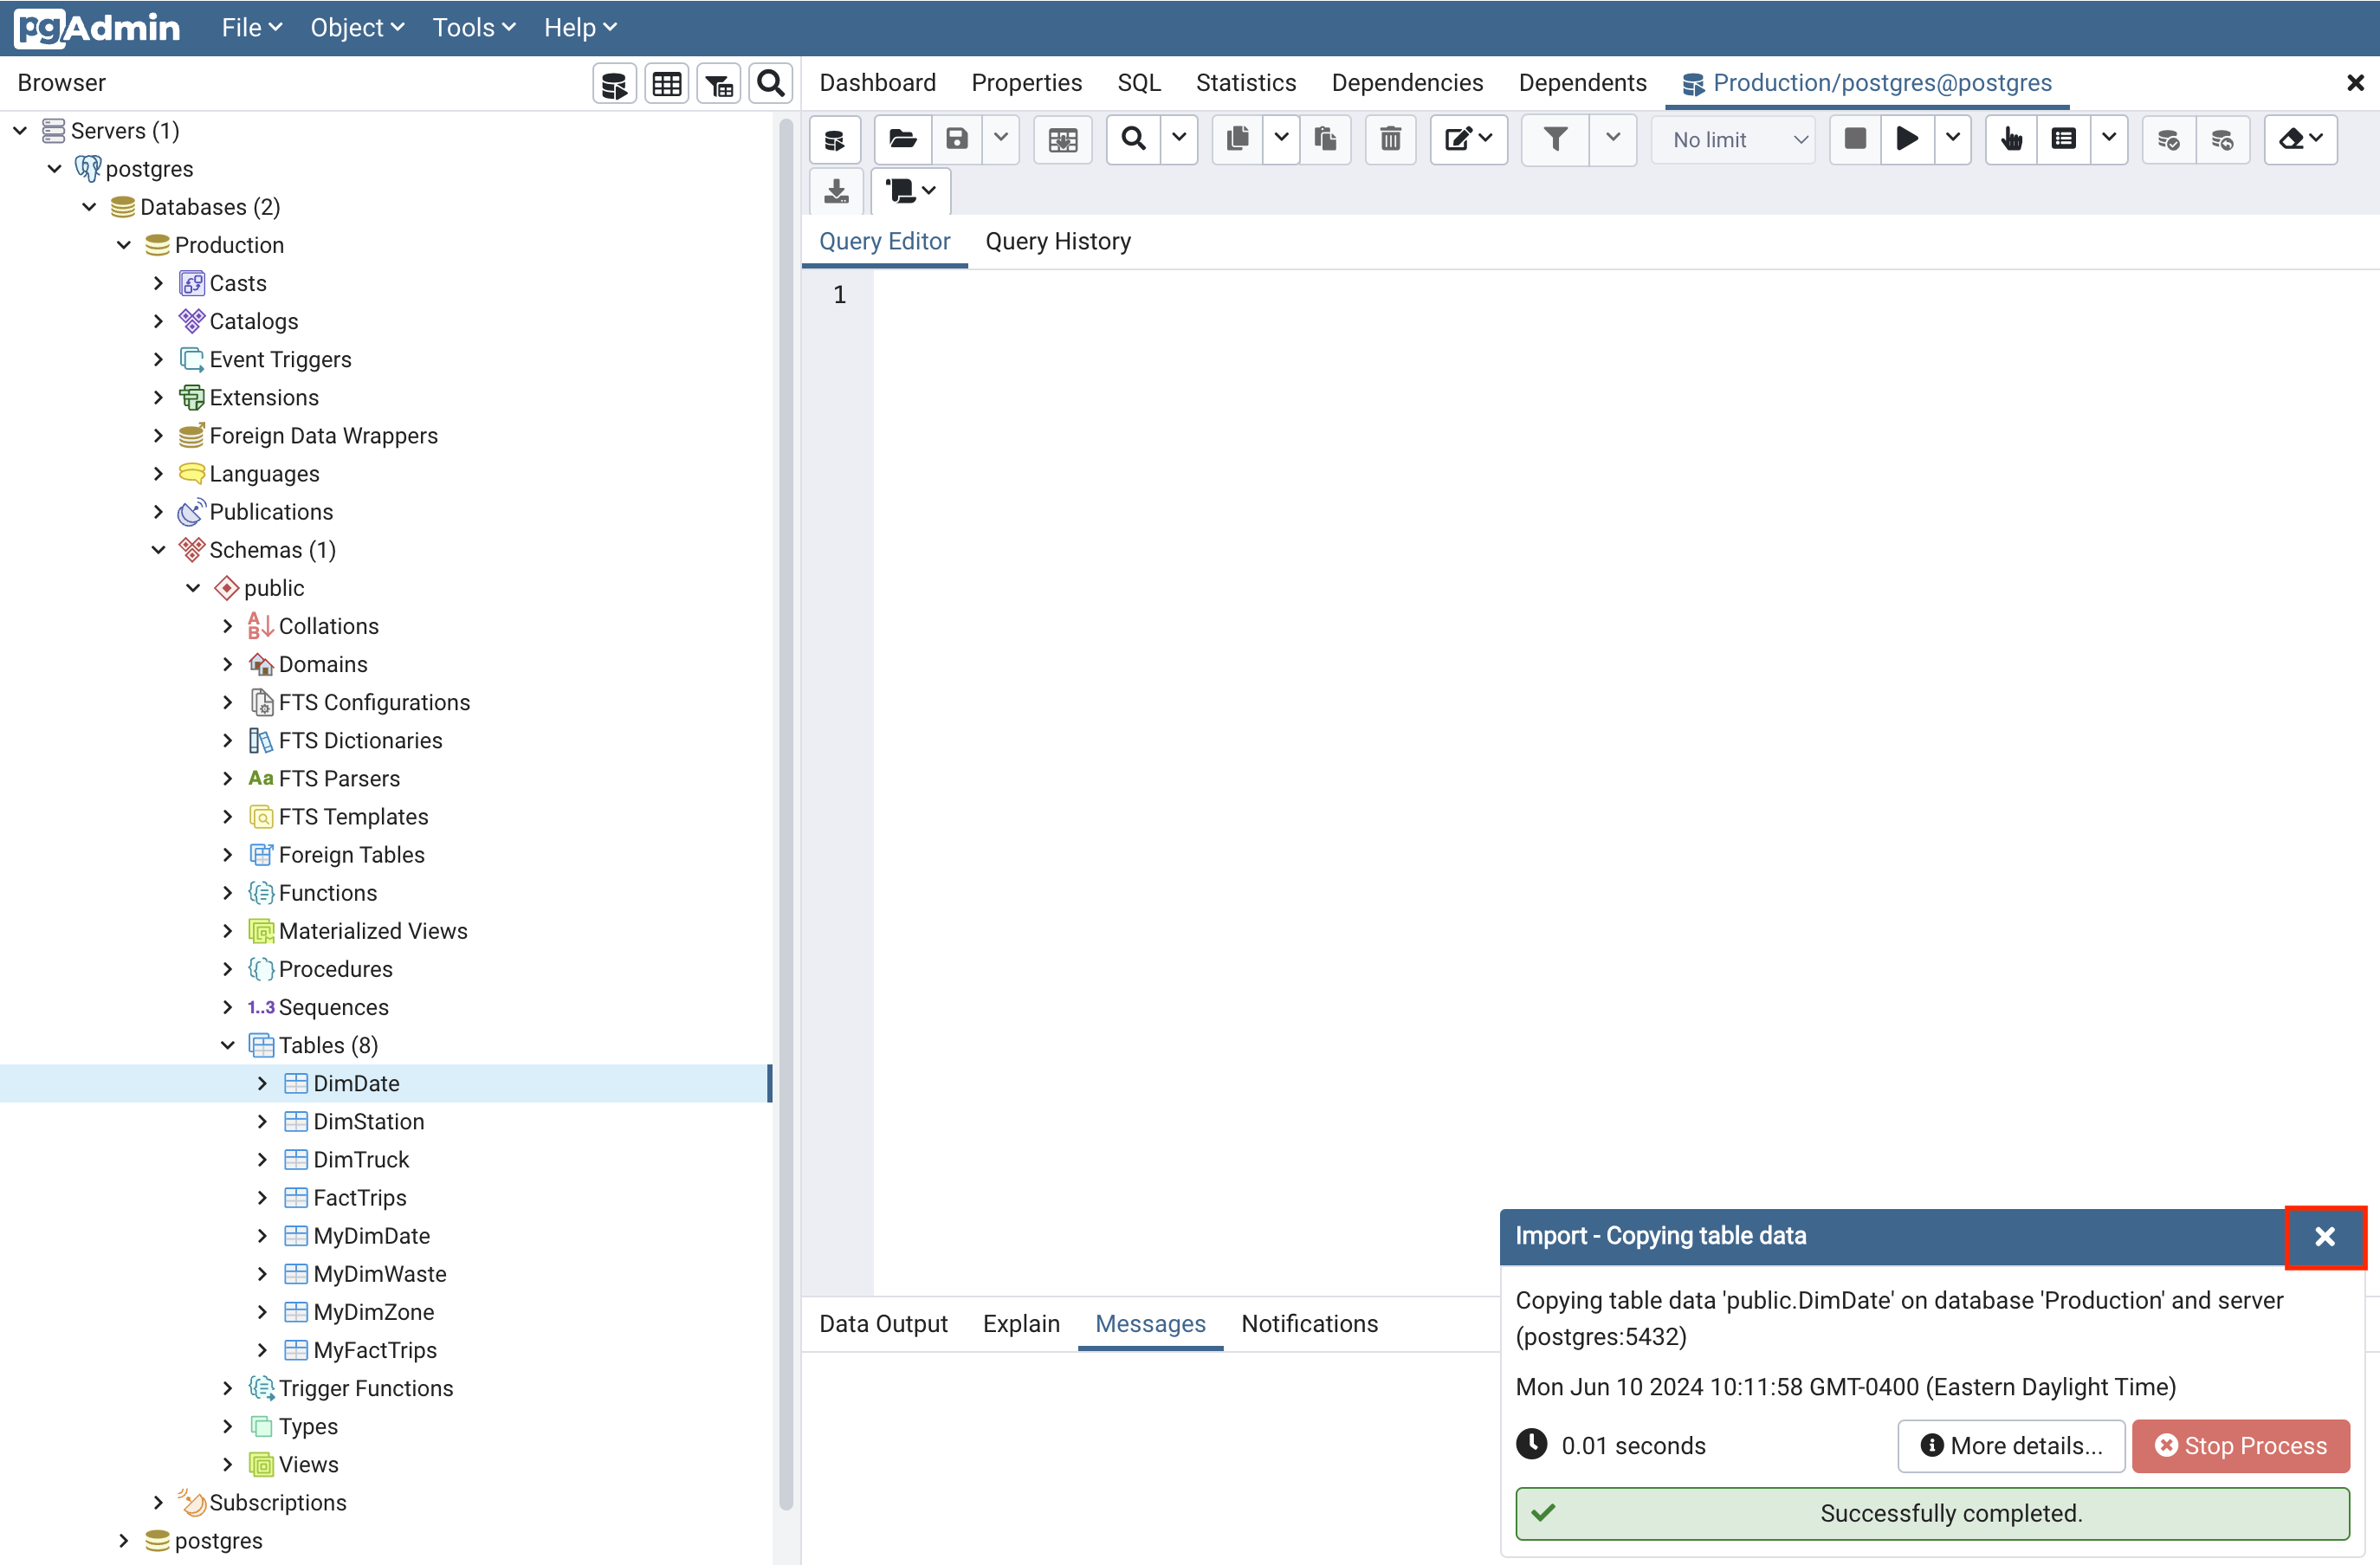 pgAdmin File Object Tools Help
Browser
Dashboard Properties SQL Statistics Dependencies Dependents Production/postgres@postgres
Servers (1)
postgres
Databases (2)
Production
Casts
Catalogs
Event Triggers
Extensions
Foreign Data Wrappers
Languages
Publications
Schemas (1)
public
Collations
Domains
FTS Configurations
FTS Dictionaries
Aa FTS Parsers
FTS Templates
Foreign Tables
Functions
Materialized Views
Procedures
1..3 Sequences
Tables (8)
DimDate
DimStation
DimTruck
FactTrips
MyDimDate
MyDimWaste
MyDimZone
MyFactTrips
Trigger Functions
Types
Views
Subscriptions
postgres
No limit
Query Editor Query History
1
Data Output Explain Messages Notifications
Import - Copying table data
Copying table data 'public.DimDate' on database 'Production' and server
(postgres:5432)
Mon Jun 10 2024 10:11:58 GMT-0400 (Eastern Daylight Time)
0.01 seconds More details... Stop Process
Successfully completed.